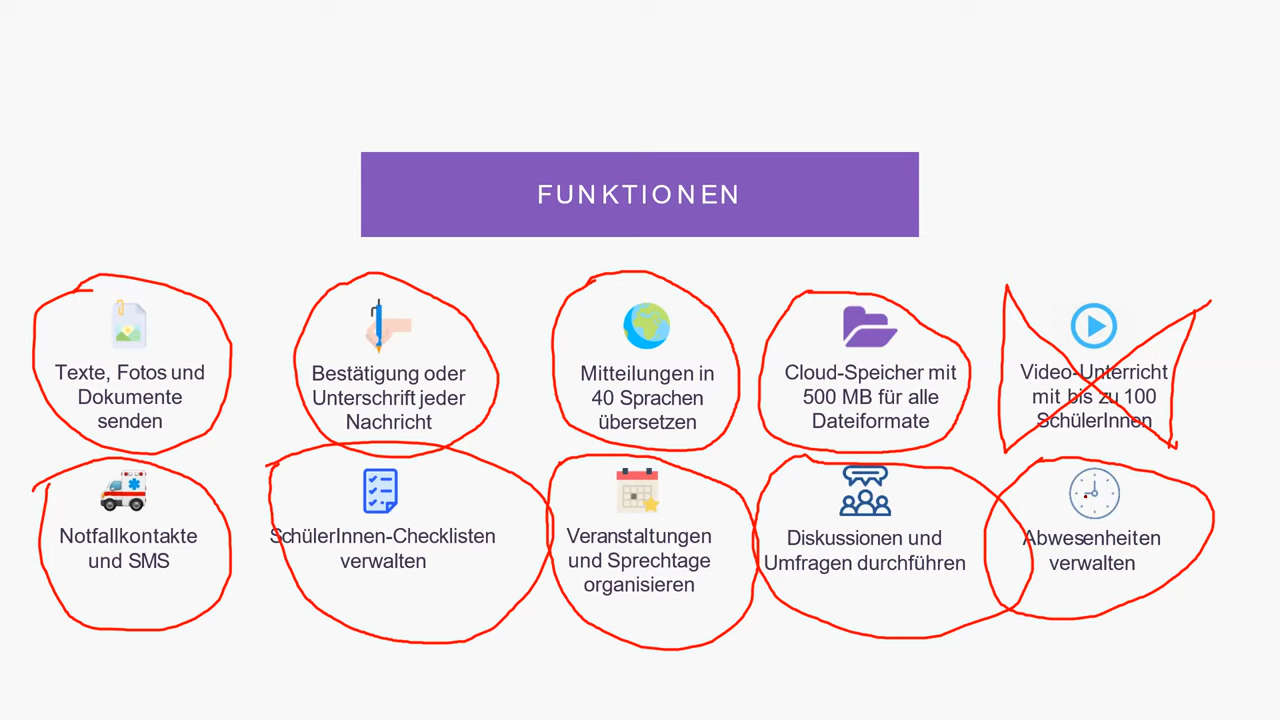 FUNKTIONEN
Texte, Fotos und
Dokumente
senden
Bestätigung oder
Unterschrift jeder
Nachricht
Mitteilungen in
40 Sprachen
übersetzen
Cloud-Speicher mit
500 MB für alle
Dateiformate
Video-Unterricht
mit bis zu 100
SchülerInnen
Notfallkontakte
und SMS
SchülerInnen-Checklisten
verwalten
Veranstaltungen
und Sprechtage
organisieren
Diskussionen und
Umfragen durchführen
Abwesenheiten
verwalten